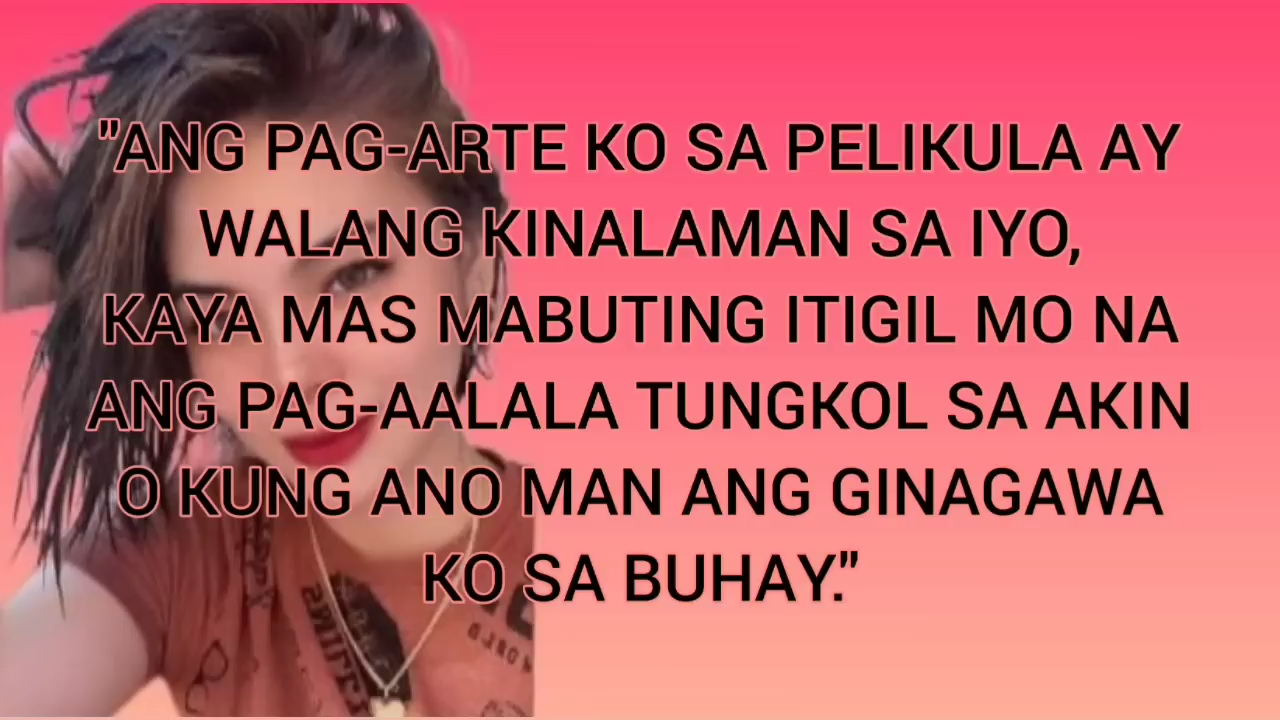 "ANG PAG-ARTE KO SA PELIKULA AY
WALANG KINALAMAN SA IYO,
KAYA MAS MABUTING ITIGIL MO NA
ANG PAG-AALALA TUNGKOL SA AKIN
O KUNG ANO MAN ANG GINAGAWA
KO SA BUHAY."